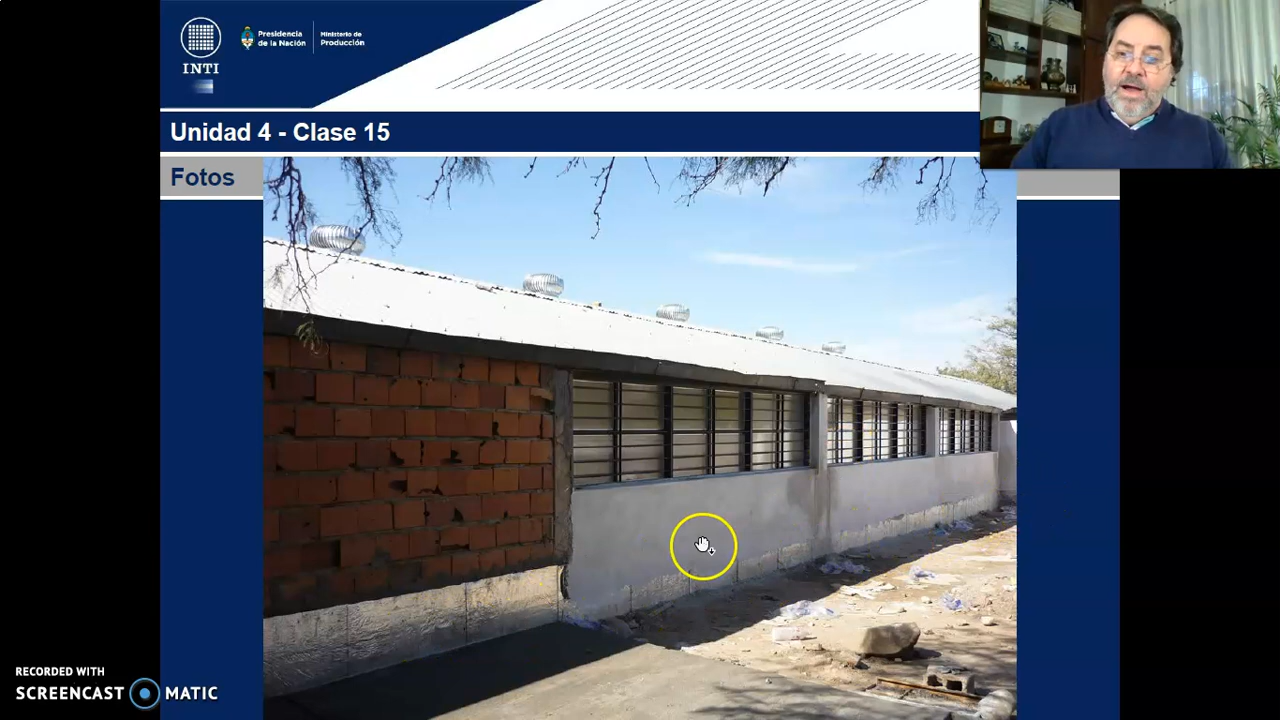 INTI
Presidencia
de la Nación
Ministerio de
Producción
Unidad 4 - Clase 15
Fotos
RECORDED WITH
SCREENCAST MATIC